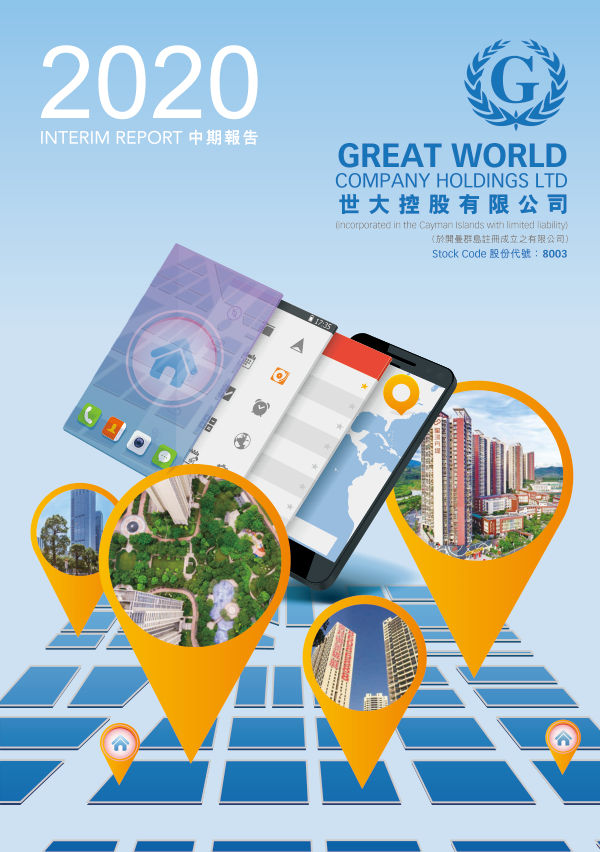 2020
INTERIM REPORT 中期報告
G
GREAT WORLD
COMPANY HOLDINGS LTD
世大控股有限公司
(incorporated in the Cayman Islands with limited liability)
（於開曼群島註冊成立之有限公司）
Stock Code 股份代號：8003
17:35